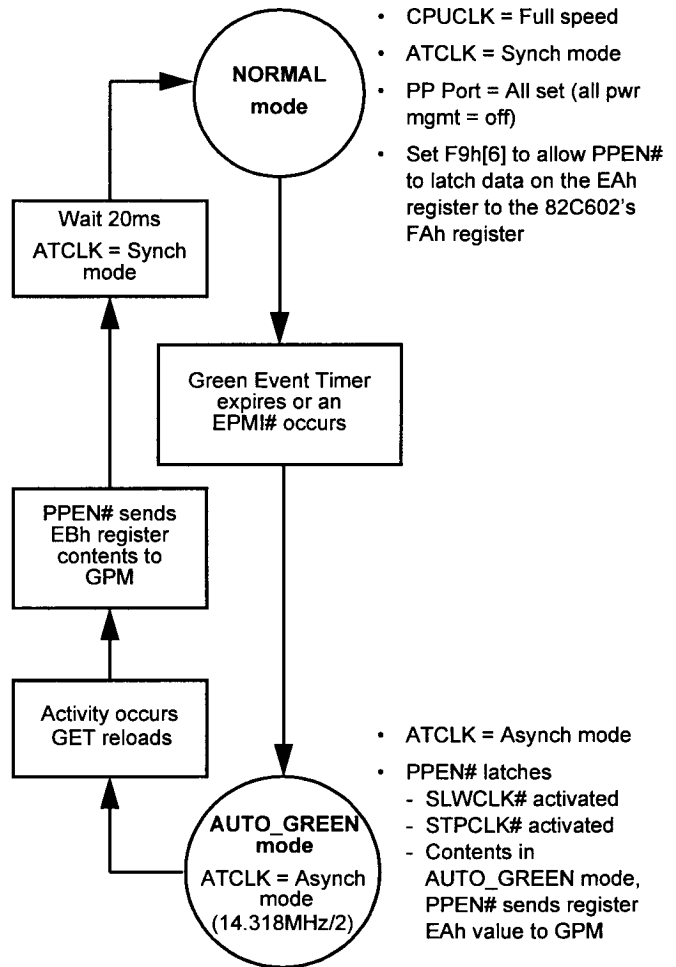 NORMAL
mode
• CPUCLK = Full speed
• ATCLK = Synch mode
• PP Port = All set (all pwr
mgmt = off)
• Set F9h[6] to allow PPEN#
to latch data on the EAh
register to the 82C602's
FAh register
Wait 20ms
ATCLK = Synch
mode
Green Event Timer
expires or an
EPMI# occurs
PPEN# sends
EBh register
contents to
GPM
Activity occurs
GET reloads
AUTO_GREEN
mode
ATCLK = Asynch
mode
(14.318MHz/2)
• ATCLK = Asynch mode
• PPEN# latches
- SLWCLK# activated
- STPCLK# activated
- Contents in
AUTO_GREEN mode,
PPEN# sends register
EAh value to GPM